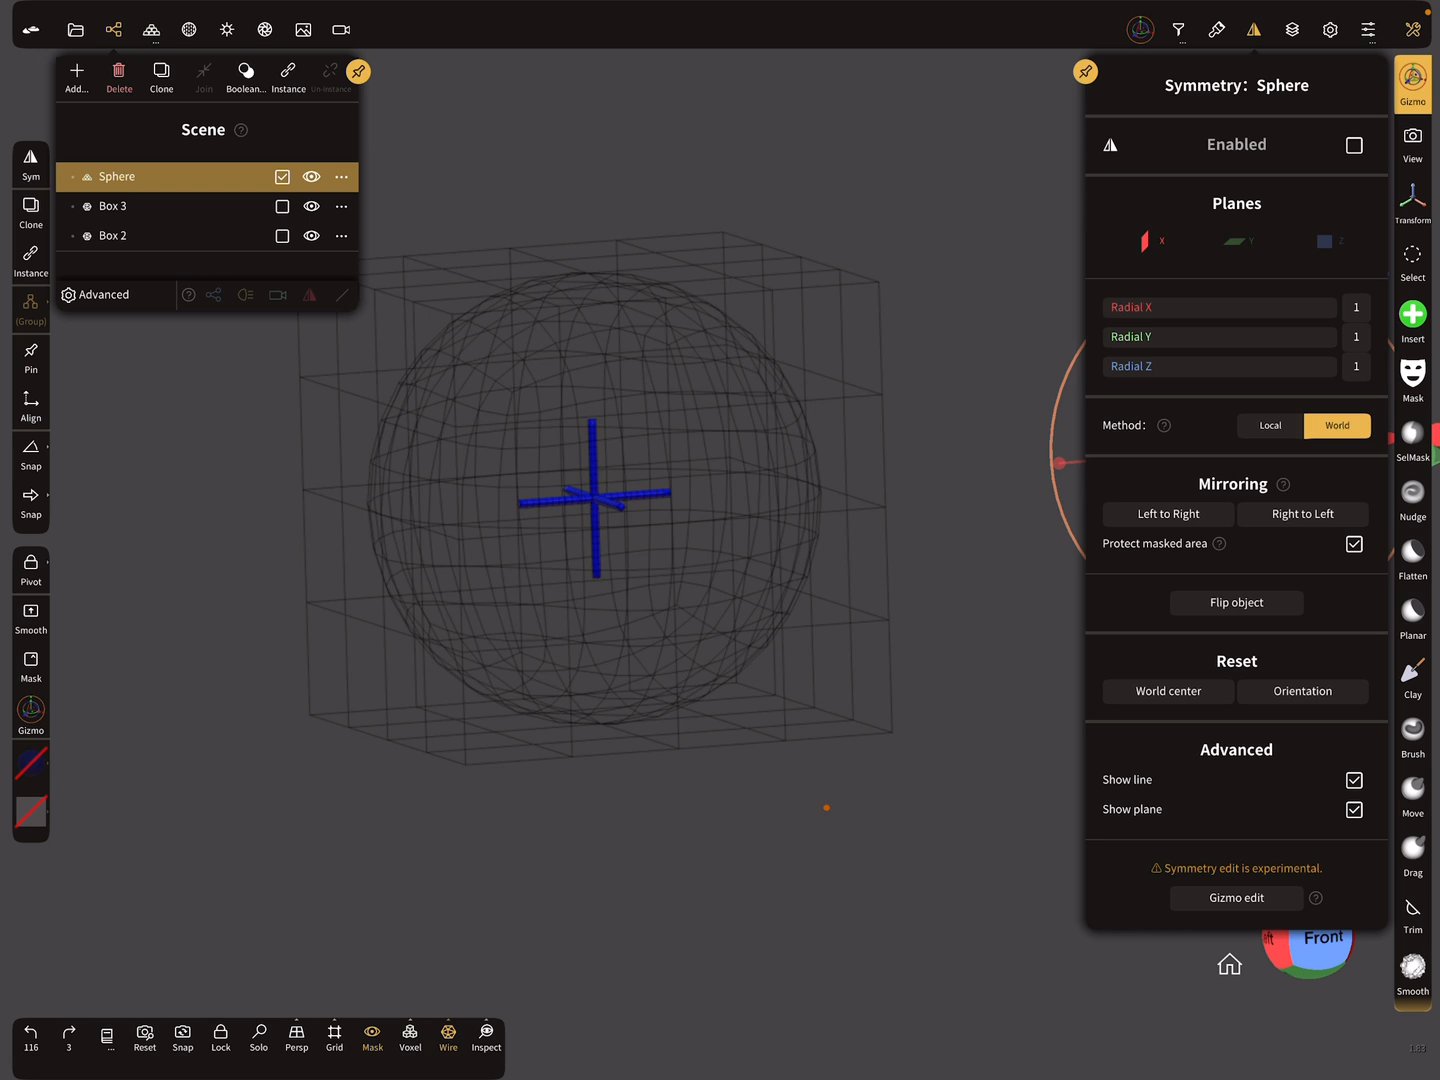 Add...
Delete
Clone
Join
Boolean...
Instance
Un-instance
Scene
Sphere
Box 3
Box 2
Advanced
Sym
Clone
Instance
(Group)
Pin
Align
Snap
Snap
Pivot
Smooth
Mask
Gizmo
Symmetry: Sphere
Enabled
Planes
X
Y
Z
Radial X 1
Radial Y 1
Radial Z 1
Method:
Local
World
Mirroring
Left to Right
Right to Left
Protect masked area
Flip object
Reset
World center
Orientation
Advanced
Show line
Show plane
Symmetry edit is experimental.
Gizmo edit
Front
Gizmo
View
Transform
Select
Insert
Mask
SelMask
Nudge
Flatten
Planar
Clay
Brush
Move
Drag
Trim
Smooth
116
3
...
Reset
Snap
Lock
Solo
Persp
Grid
Mask
Voxel
Wire
Inspect
1.83